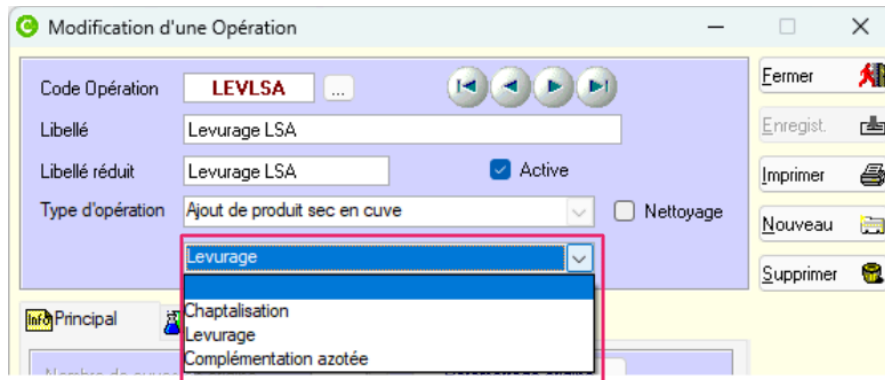 Modification d'une Opération
Code Opération LEVLSA ...
Fermer
Libellé Levurage LSA
Enregist.
Libellé réduit Levurage LSA Active
Imprimer
Type d'opération Ajout de produit sec en cuve Nettoyage
Nouveau
Levurage
Supprimer
Chaptalisation
Info Principal
Levurage
Complémentation azotée